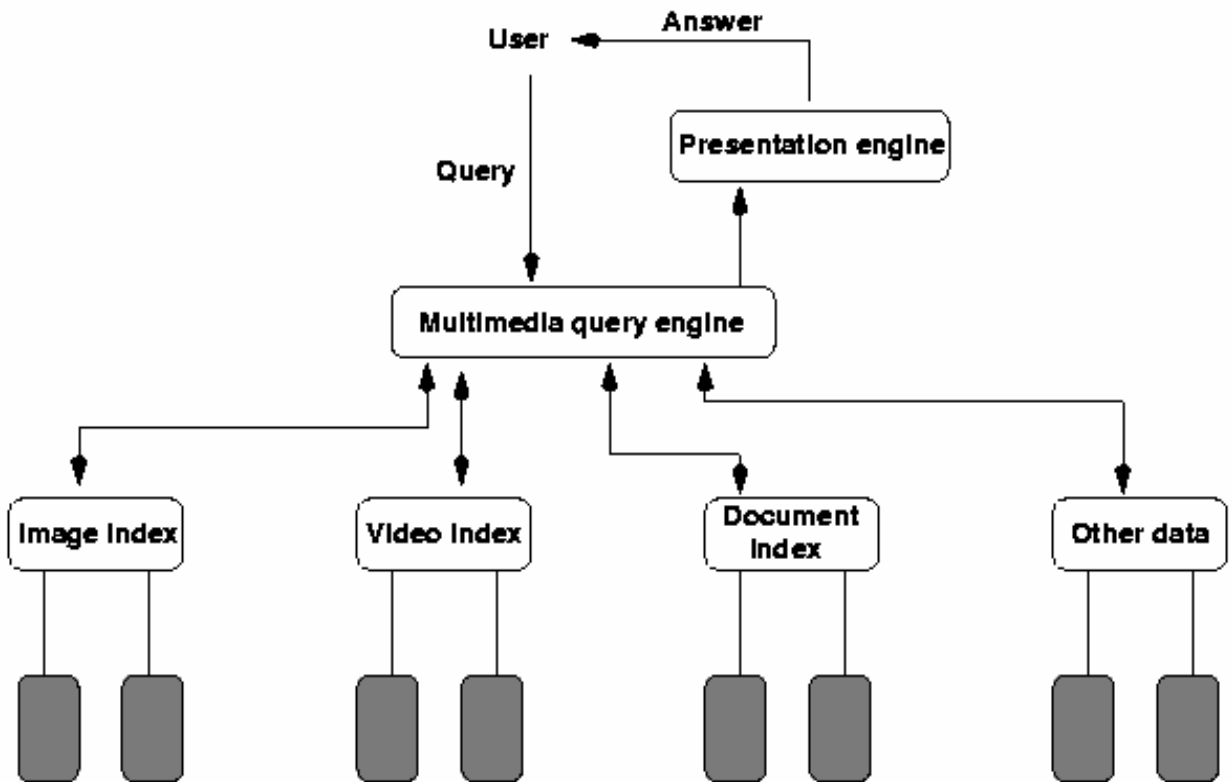 Answer
User
Presentation engine
Query
Multimedia query engine
Image index
Video index
Document
index
Other data